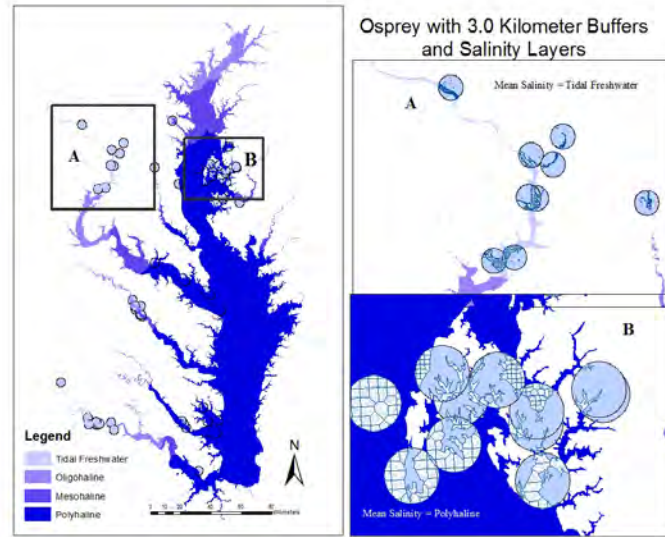 Osprey with 3.0 Kilometer Buffers
and Salinity Layers
A
B
A
Mean Salinity = Tidal Freshwater
B
Mean Salinity = Polyhaline
Legend
Tidal Freshwater
Oligohaline
Mesohaline
Polyhaline
N
Kilometers